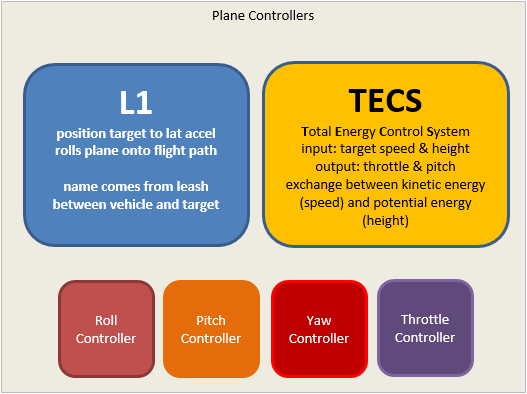 Plane Controllers
L1
position target to lat accel
rolls plane onto flight path
name comes from leash
between vehicle and target
TECS
Total Energy Control System
input: target speed & height
output: throttle & pitch
exchange between kinetic energy
(speed) and potential energy
(height)
Roll
Controller
Pitch
Controller
Yaw
Controller
Throttle
Controller